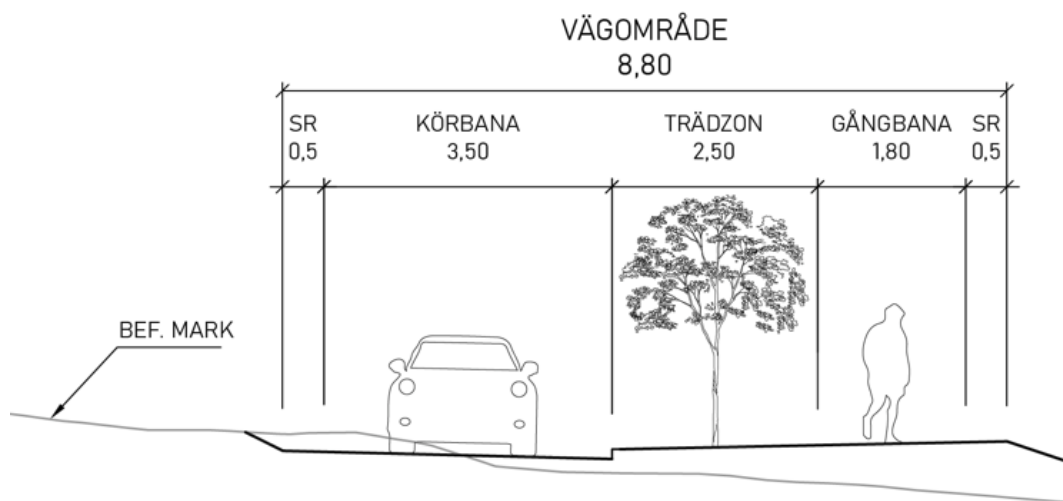 VÄGOMRÅDE
8,80
SR
0,5
KÖRBANA
3,50
TRÄDZON
2,50
GÅNGBANA
1,80
SR
0,5
BEF. MARK